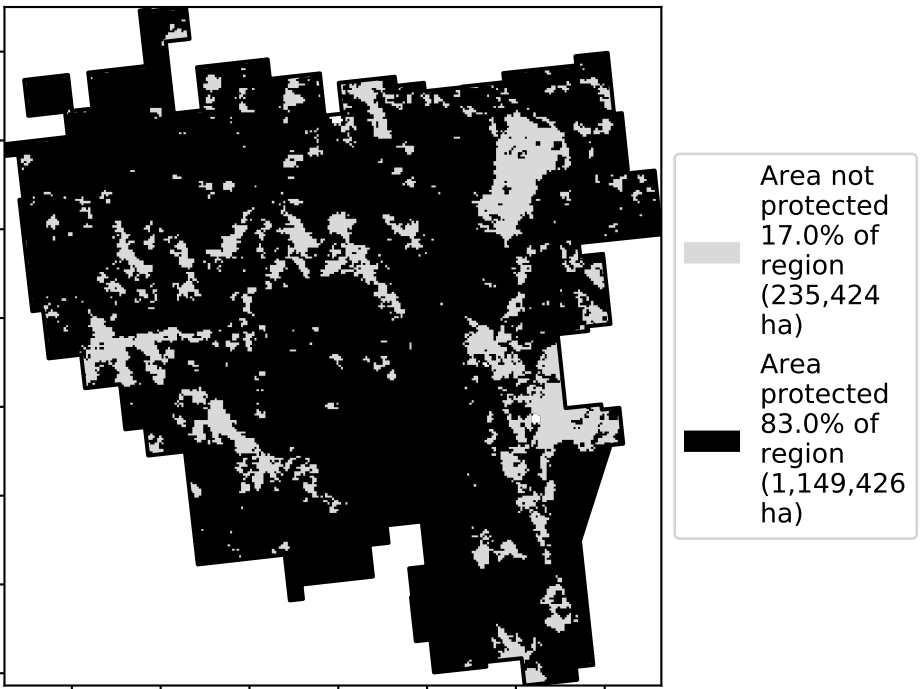 Area not
protected
17.0% of
region
(235,424
ha)
Area
protected
83.0% of
region
(1,149,426
ha)